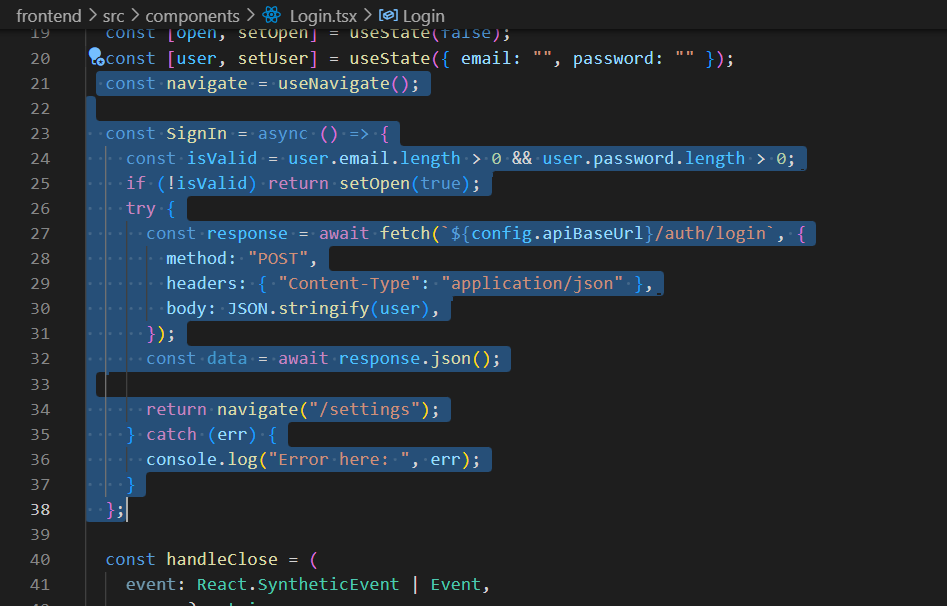 frontend > src > components > Login.tsx > Login
19 const [open, setOpen] = useState(false);
20 const [user, setUser] = useState({ email: "", password: "" });
21 const navigate = useNavigate();
22
23 const SignIn = async () => {
24 const isValid = user.email.length > 0 && user.password.length > 0;
25 if (!isValid) return setOpen(true);
26 try {
27 const response = await fetch(`${config.apiBaseUrl}/auth/login`, {
28 method: "POST",
29 headers: { "Content-Type": "application/json" },
30 body: JSON.stringify(user),
31 });
32 const data = await response.json();
33
34 return navigate("/settings");
35 } catch (err) {
36 console.log("Error here: ", err);
37 }
38 };
39
40 const handleClose = (
41 event: React.SyntheticEvent | Event,